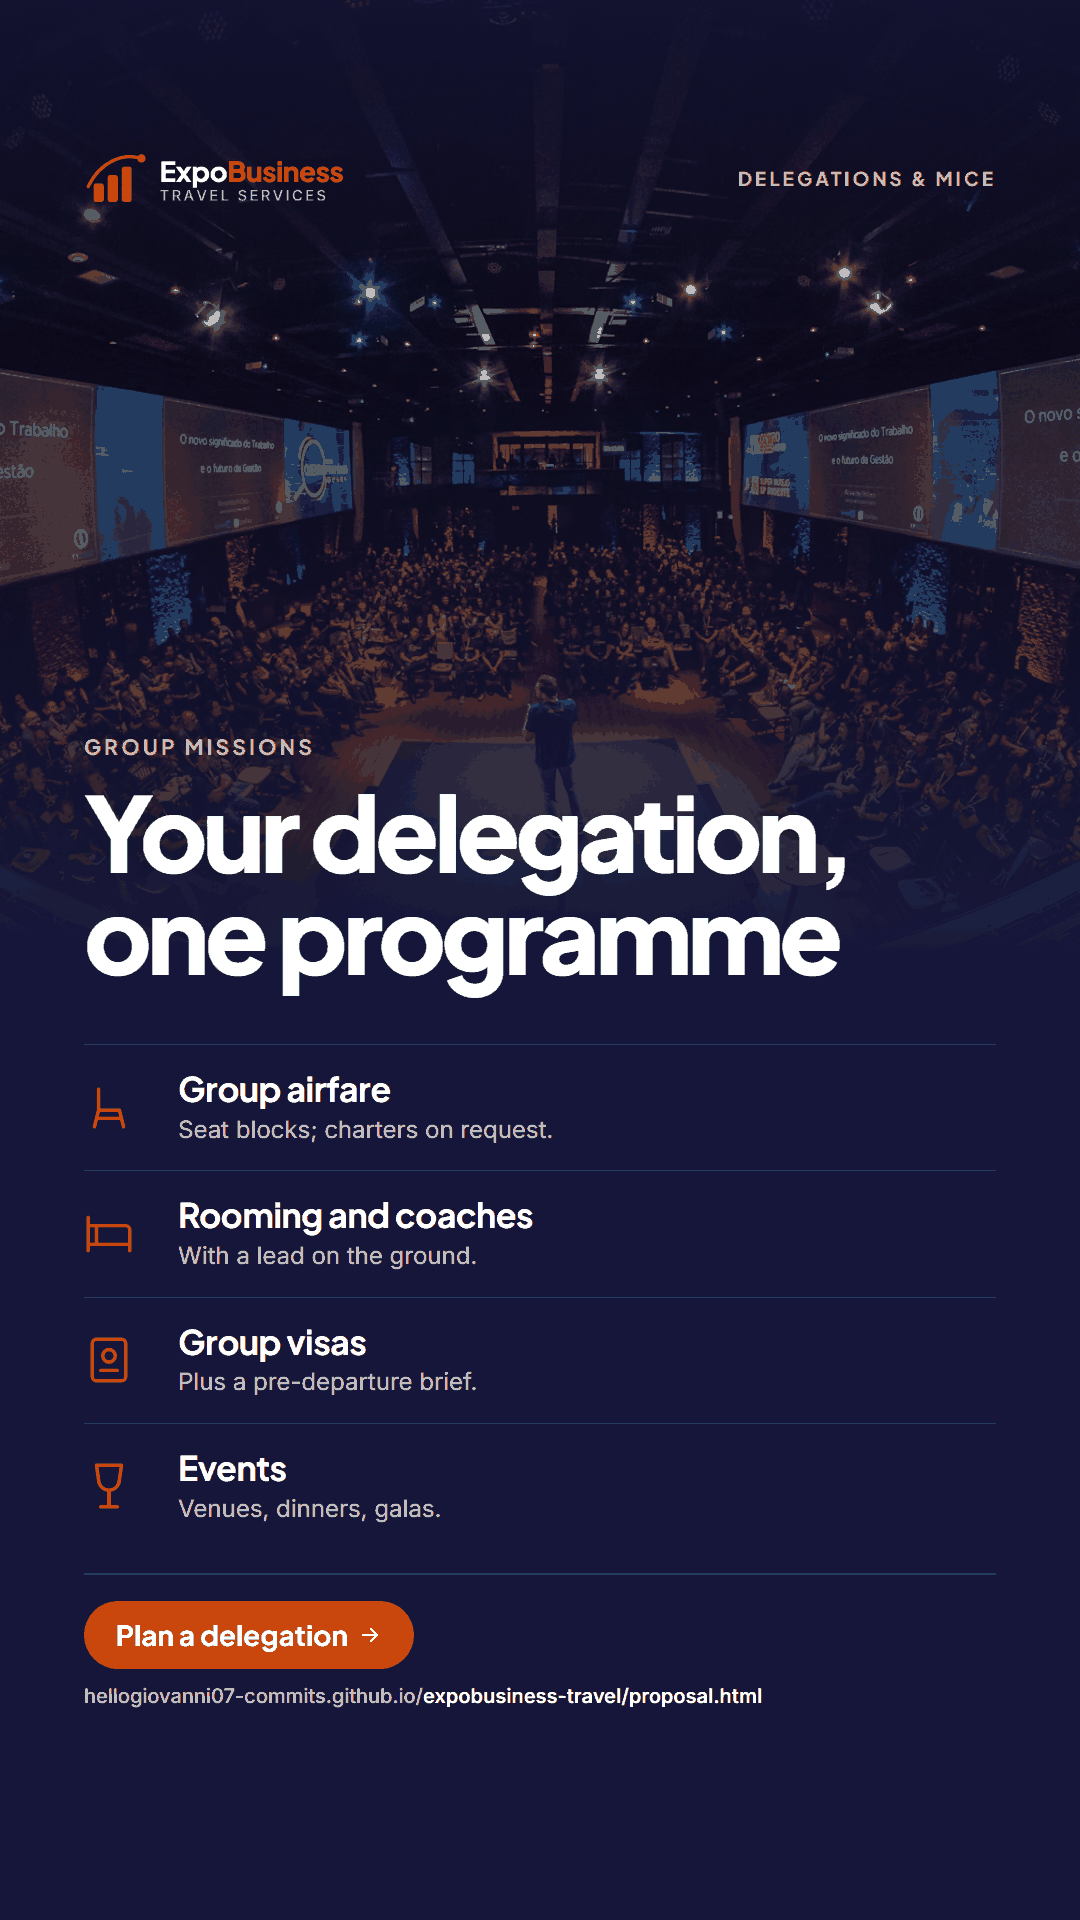 ExpoBusiness
TRAVEL SERVICES
DELEGATIONS & MICE
o Trabalho
estão
O novo significado do Trabalho
e o futuro da Gestão
O novo significado do Trabalho
e o futuro da Gestão
O novo
e o
GROUP MISSIONS
Your delegation,
one programme
Group airfare
Seat blocks; charters on request.
Rooming and coaches
With a lead on the ground.
Group visas
Plus a pre-departure brief.
Events
Venues, dinners, galas.
Plan a delegation →
hellogiovanni07-commits.github.io/expobusiness-travel/proposal.html